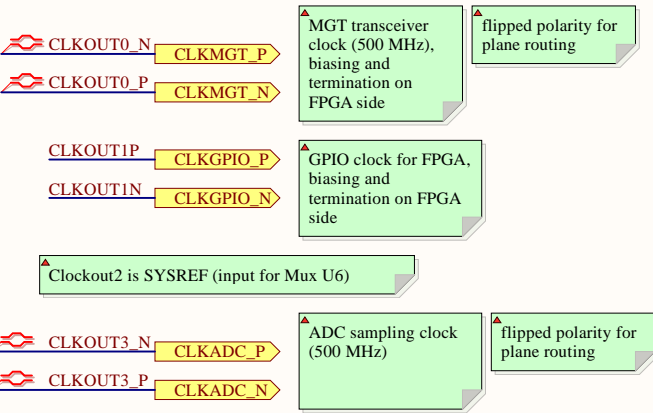 CLKOUT0_N
CLKMGT_P
CLKOUT0_P
CLKMGT_N
MGT transceiver
clock (500 MHz),
biasing and
termination on
FPGA side
flipped polarity for
plane routing
CLKOUT1P
CLKGPIO_P
CLKOUT1N
CLKGPIO_N
GPIO clock for FPGA,
biasing and
termination on FPGA
side
Clockout2 is SYSREF (input for Mux U6)
CLKOUT3_N
CLKADC_P
CLKOUT3_P
CLKADC_N
ADC sampling clock
(500 MHz)
flipped polarity for
plane routing